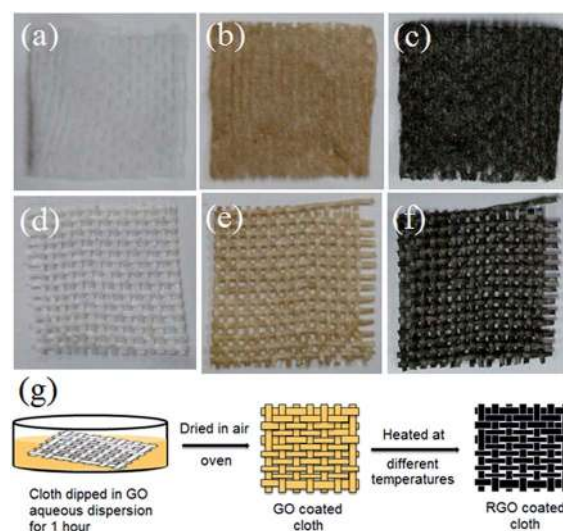 (a)
(b)
(c)
(d)
(e)
(f)
(g)
Dried in air
oven
Heated at
different
temperatures
Cloth dipped in GO
aqueous dispersion
for 1 hour
GO coated
cloth
RGO coated
cloth